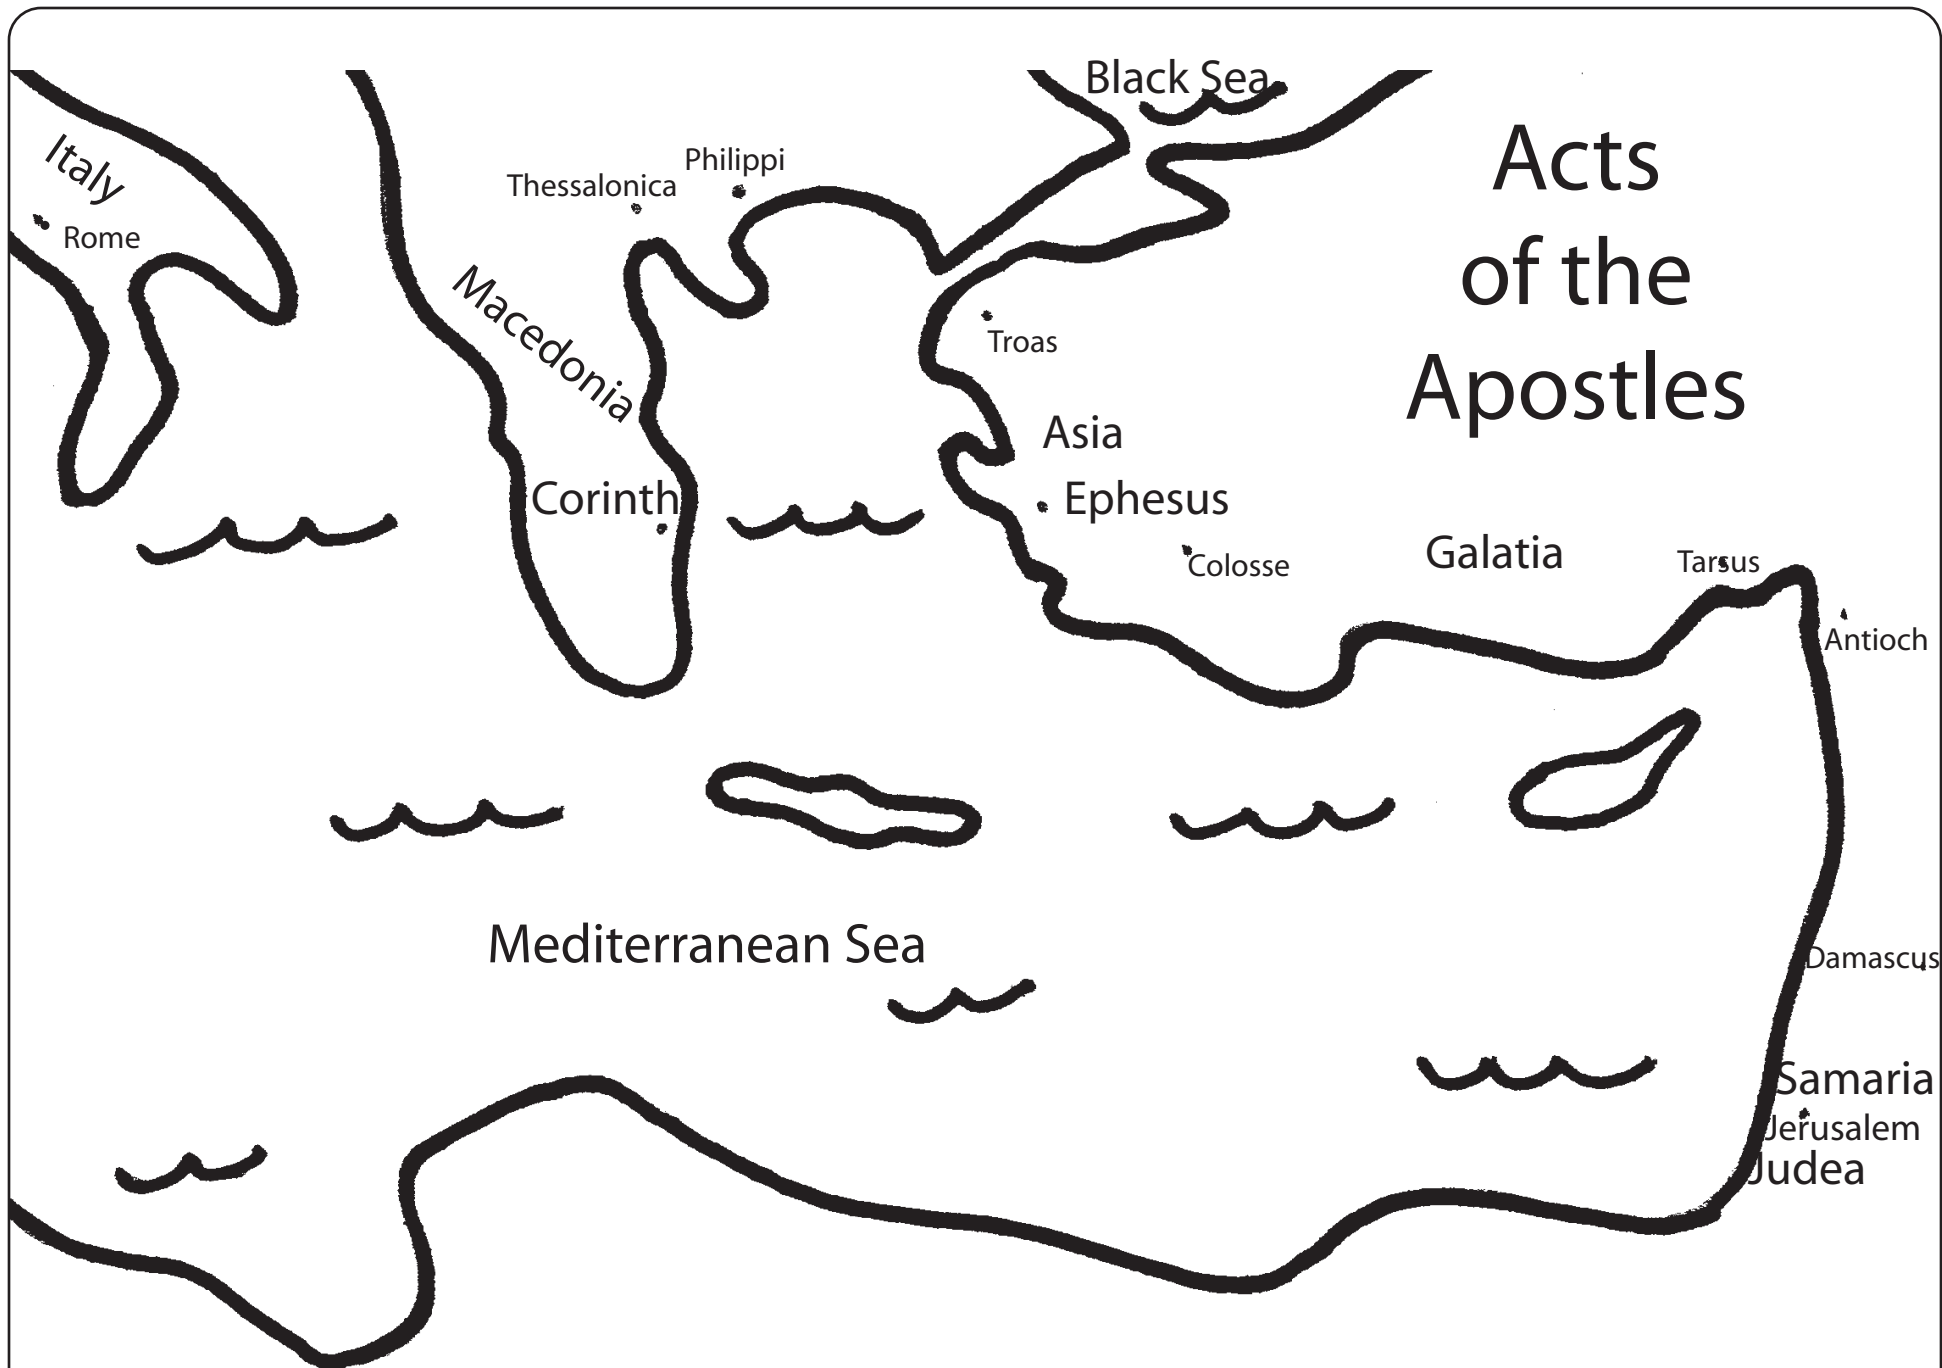 Black Sea
Acts
of the
Apostles
Italy
Rome
Thessalonica
Philippi
Macedonia
Troas
Asia
Corinth
Ephesus
Colosse
Galatia
Tarsus
Antioch
Mediterranean Sea
Damascus
Samaria
Jerusalem
Judea